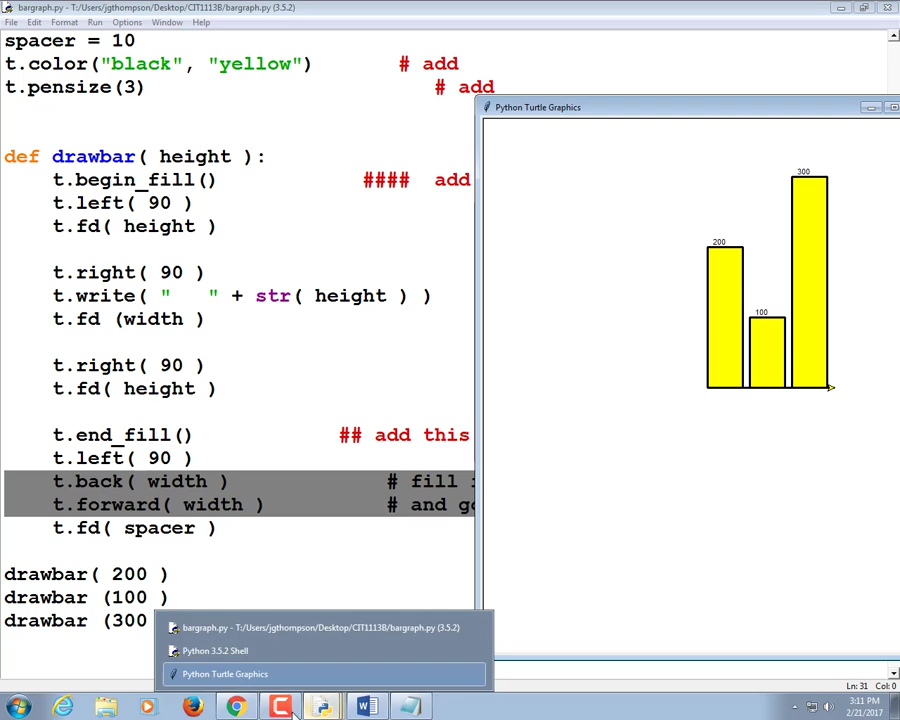 bargraph.py - T:/Users/jgthompson/Desktop/CIT1113B/bargraph.py (3.5.2)
File Edit Format Run Options Window Help
spacer = 10
t.color("black", "yellow") # add
t.pensize(3) # add
Python Turtle Graphics
def drawbar( height ):
t.begin_fill() #### add
t.left( 90 )
t.fd( height )
t.right( 90 )
t.write( " " + str( height ) )
t.fd (width )
t.right( 90 )
t.fd( height )
t.end_fill() ## add this
t.left( 90 )
t.back( width ) # fill
t.forward( width ) # and
t.fd( spacer )
drawbar( 200 )
drawbar (100 )
drawbar (300
200
100
300
bargraph.py - T:/Users/jgthompson/Desktop/CIT1113B/bargraph.py (3.5.2)
Python 3.5.2 Shell
Python Turtle Graphics
Ln: 31 Col: 0
3:11 PM
2/21/2017